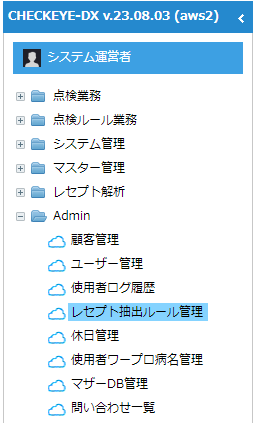 CHECKEYE-DX v.23.08.03 (aws2)
システム運営者
点検業務
点検ルール業務
システム管理
マスター管理
レセプト解析
Admin
顧客管理
ユーザー管理
使用者ログ履歴
レセプト抽出ルール管理
休日管理
使用者ワープロ病名管理
マザーDB管理
問い合わせ一覧